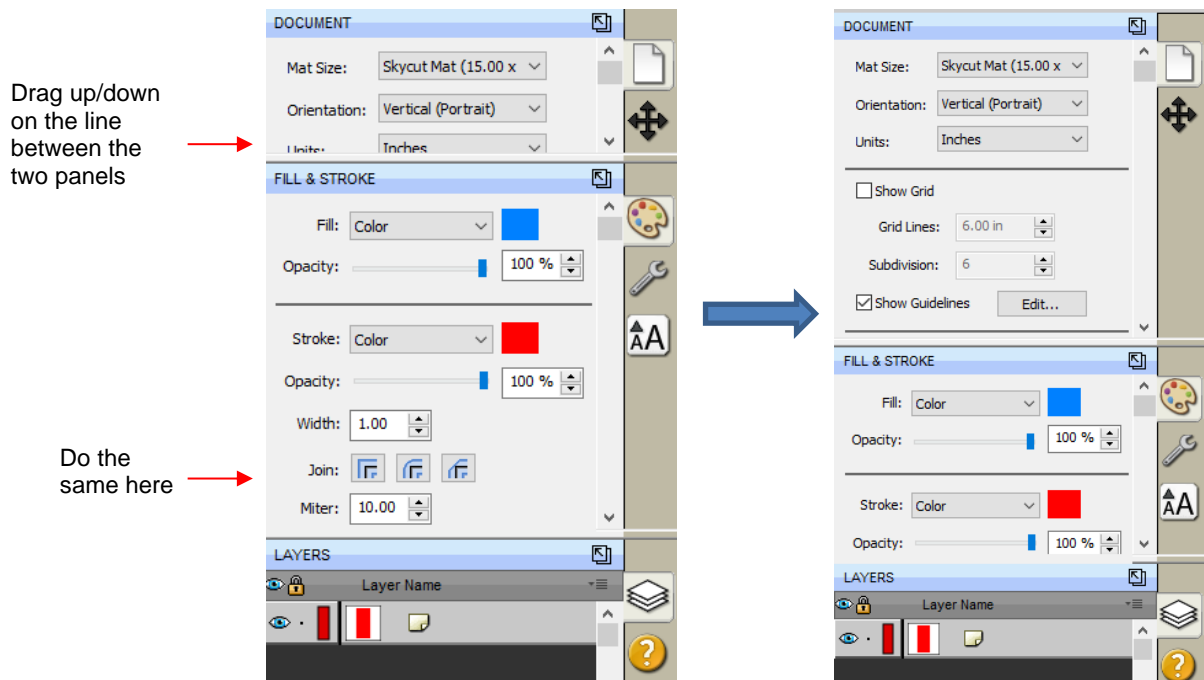 Drag up/down
on the line
between the
two panels
Do the
same here
DOCUMENT
Mat Size: Skycut Mat (15.00 x
Orientation: Vertical (Portrait)
Units: Inches
FILL & STROKE
Fill: Color
Opacity: 100 %
Stroke: Color
Opacity: 100 %
Width: 1.00
Join:
Miter: 10.00
LAYERS
Layer Name
AA
?
DOCUMENT
Mat Size: Skycut Mat (15.00 x
Orientation: Vertical (Portrait)
Units: Inches
Show Grid
Grid Lines: 6.00 in
Subdivision: 6
Show Guidelines Edit...
FILL & STROKE
Fill: Color
Opacity: 100 %
Stroke: Color
Opacity: 100 %
LAYERS
Layer Name
AA
?